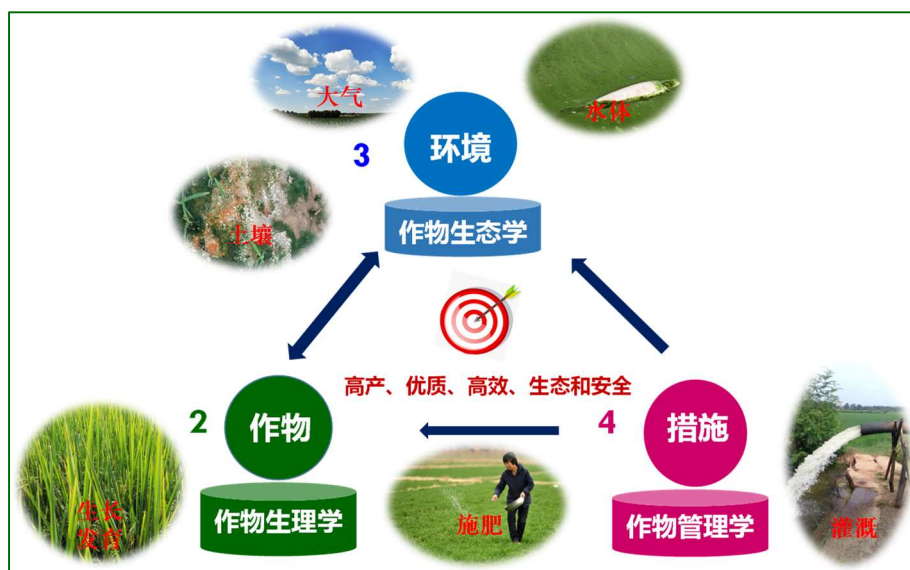 大气
水体
3
环境
土壤
作物生态学
高产、优质、高效、生态和安全
2
作物
4
措施
生长
发育
作物生理学
施肥
作物管理学
灌溉